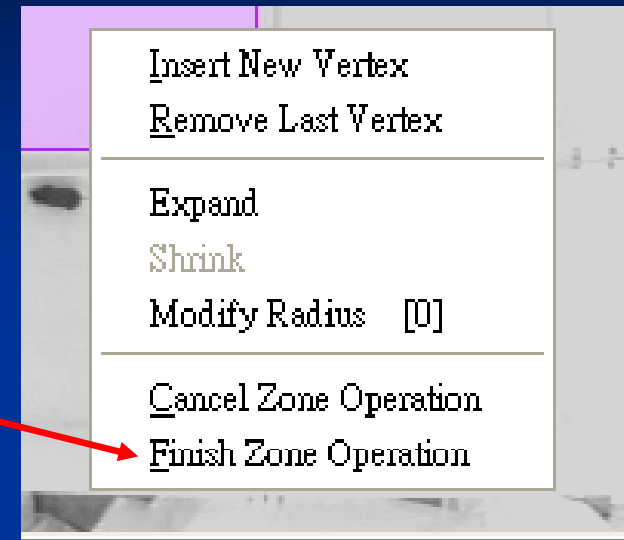 Insert New Vertex
Remove Last Vertex
Expand
Shrink
Modify Radius [0]
Cancel Zone Operation
Finish Zone Operation